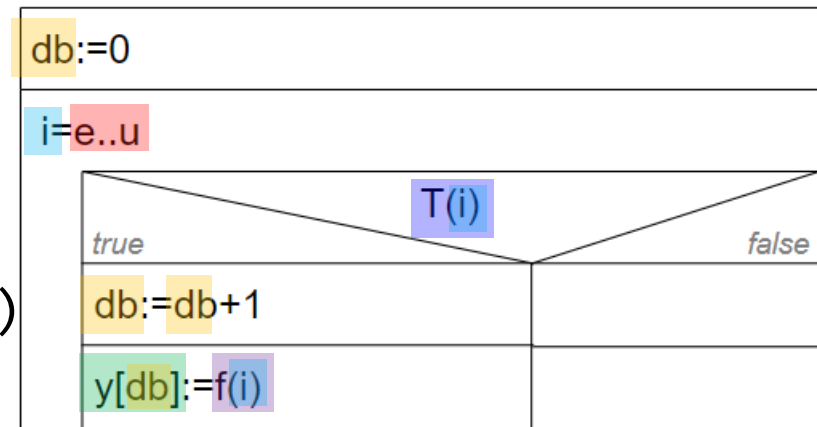 db:=0
i=e..u
T(i)
true
false
)
db:=db+1
y[db]:=f(i)